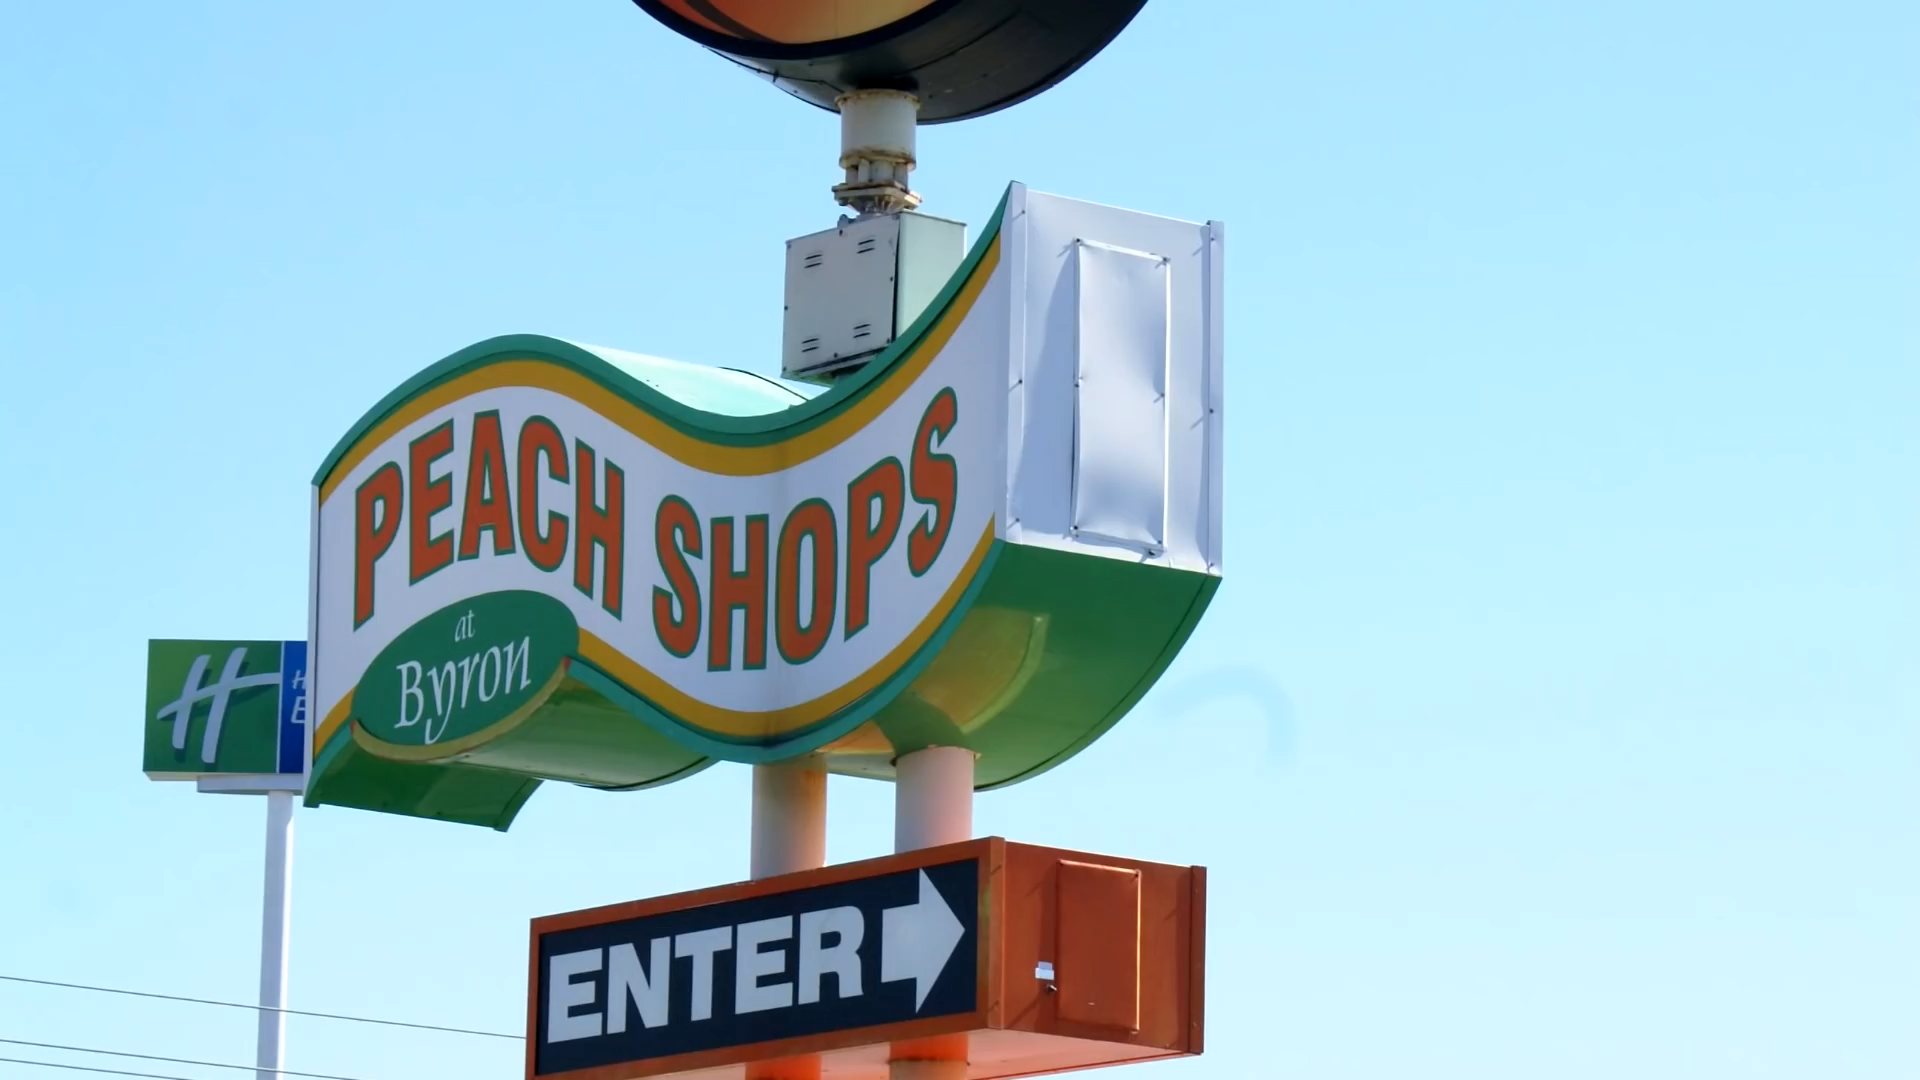 PEACH SHOPS
at
Byron
H
E
ENTER